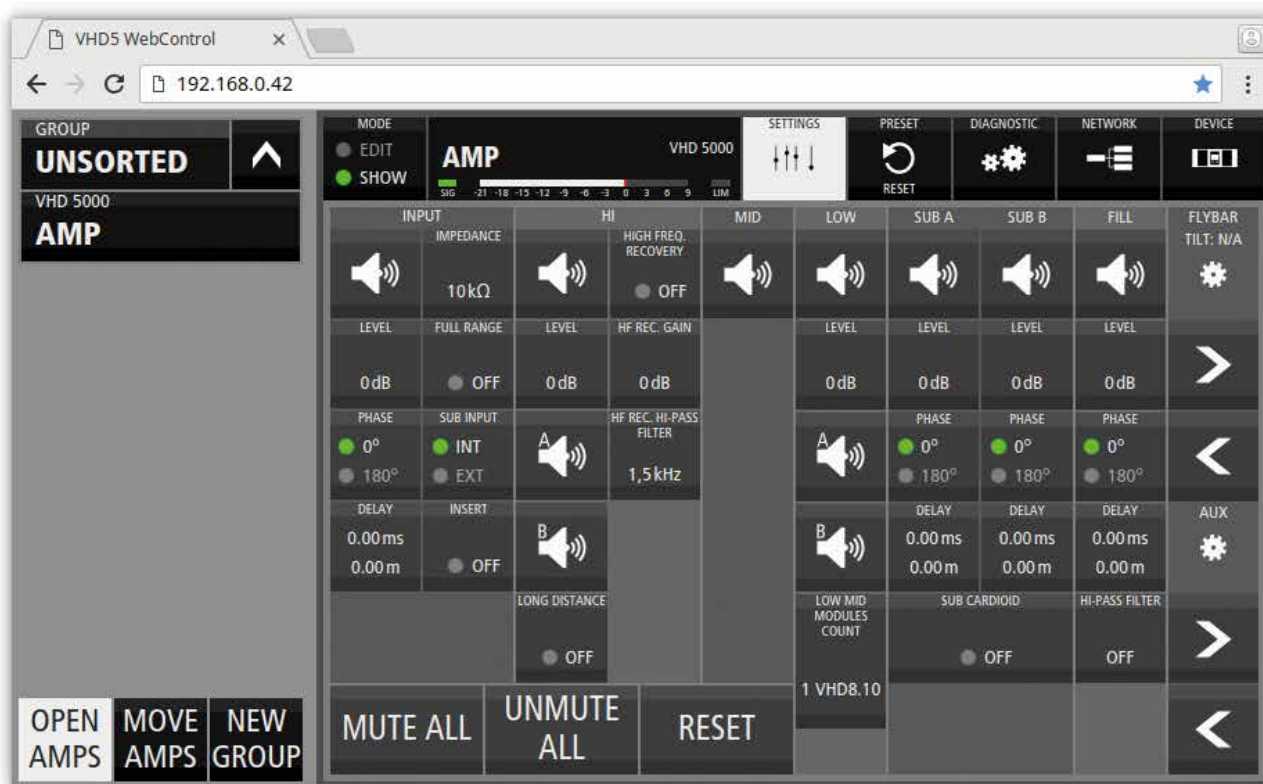 VHD5 WebControl
192.168.0.42
GROUP
UNSORTED
VHD 5000
AMP
OPEN AMPS
MOVE AMPS
NEW GROUP
MODE
EDIT
SHOW
AMP
VHD 5000
SIG -21 -18 -15 -12 -9 -6 -3 0 3 6 9 LIM
SETTINGS
PRESET
RESET
DIAGNOSTIC
NETWORK
DEVICE
INPUT
HI
MID
LOW
SUB A
SUB B
FILL
FLYBAR
TILT: N/A
IMPEDANCE
10kΩ
HIGH FREQ.
RECOVERY
OFF
LEVEL
0dB
FULL RANGE
OFF
LEVEL
0dB
HF REC. GAIN
0dB
LEVEL
0dB
LEVEL
0dB
LEVEL
0dB
LEVEL
0dB
PHASE
0°
180°
SUB INPUT
INT
EXT
A
HF REC. HI-PASS
FILTER
1,5kHz
A
PHASE
0°
180°
PHASE
0°
180°
PHASE
0°
180°
DELAY
0.00ms
0.00m
INSERT
OFF
B
B
DELAY
0.00ms
0.00m
DELAY
0.00ms
0.00m
DELAY
0.00ms
0.00m
AUX
LONG DISTANCE
OFF
LOW MID
MODULES
COUNT
1 VHD8.10
SUB CARDIOID
OFF
HI-PASS FILTER
OFF
MUTE ALL
UNMUTE
ALL
RESET